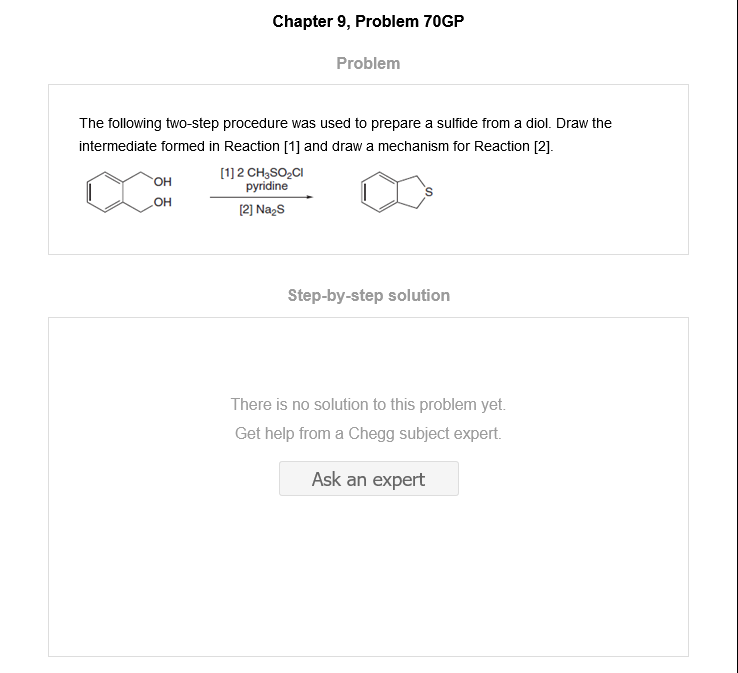 Chapter 9, Problem 70GP
Problem
The following two-step procedure was used to prepare a sulfide from a diol. Draw the
intermediate formed in Reaction [1] and draw a mechanism for Reaction [2].
OH
OH
[1] 2 CH₃SO₂Cl
pyridine
[2] Na₂S
S
Step-by-step solution
There is no solution to this problem yet.
Get help from a Chegg subject expert.
Ask an expert